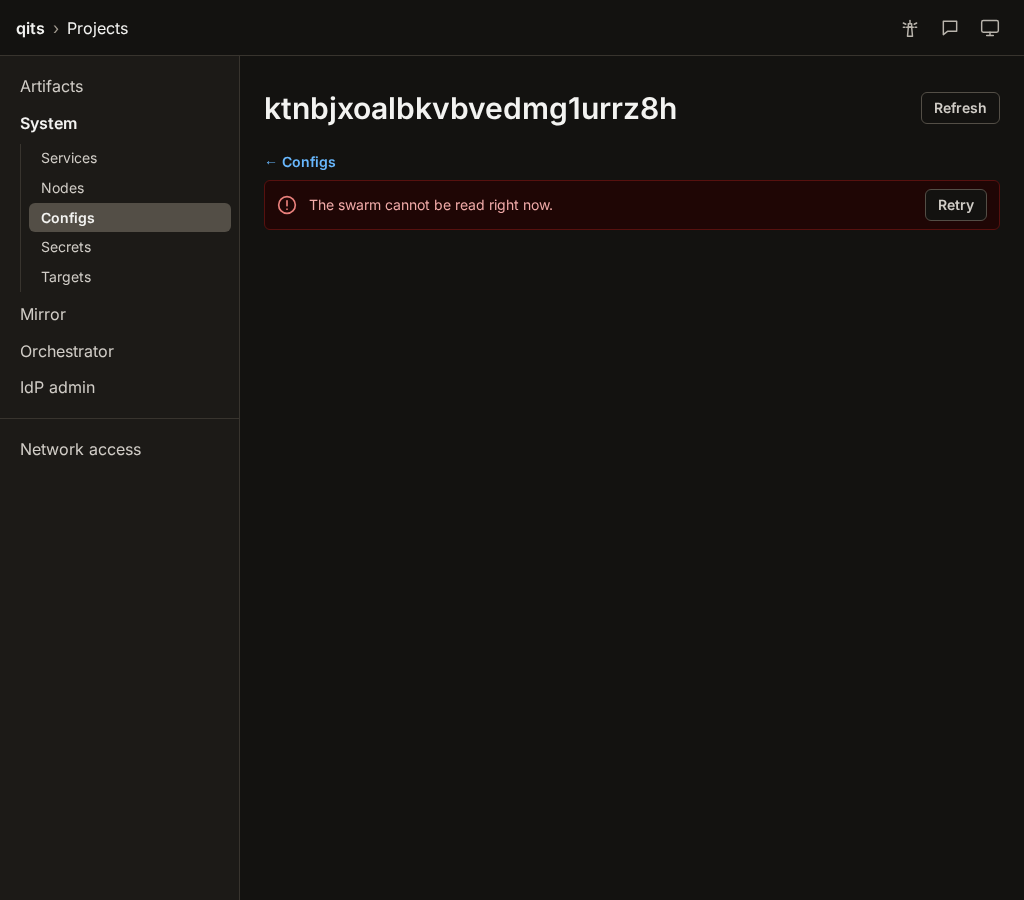 qits › Projects
Artifacts
System
Services
Nodes
Configs
Secrets
Targets
Mirror
Orchestrator
IdP admin
Network access
ktnbjxoalbkvbvedmg1urrz8h
Refresh
← Configs
The swarm cannot be read right now.
Retry